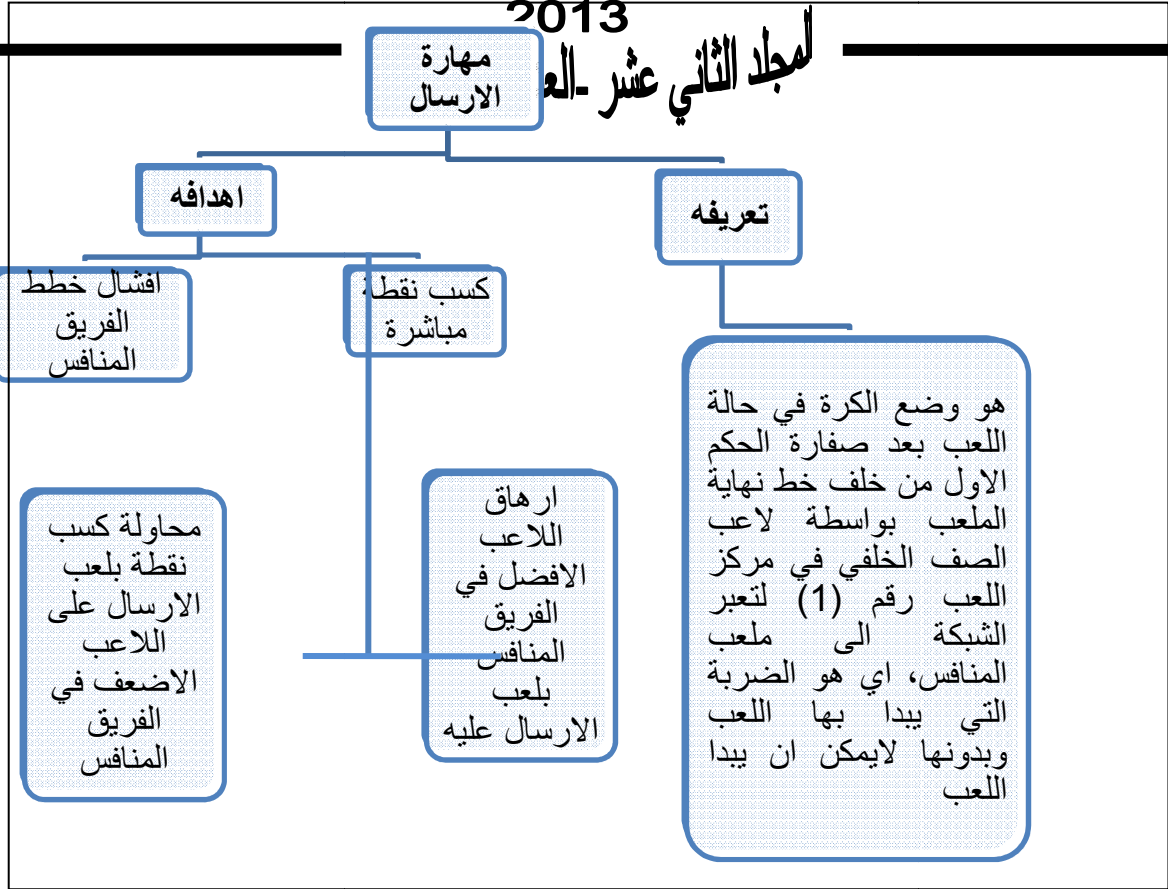 2013
المجلد الثاني عشر -
مهارة
الارسال
تعريفه
اهدافه
هو وضع الكرة في حالة
اللعب بعد صفارة الحكم
الاول من خلف خط نهاية
الملعب بواسطة لاعب
الصف الخلفي في مركز
اللعب رقم (1) لتعبر
الشبكة الى ملعب
المنافس، اي هو الضربة
التي يبدا بها اللعب
وبدونها لايمكن ان يبدا
اللعب
كسب نقطة
مباشرة
افشال خطط
الفريق
المنافس
ارهاق
اللاعب
الافضل في
الفريق
المنافس
بلعب
الارسال عليه
محاولة كسب
نقطة بلعب
الارسال على
اللاعب
الاضعف في
الفريق
المنافس